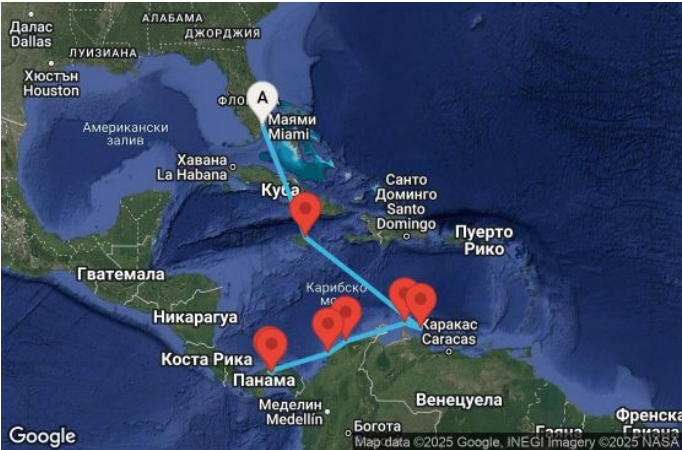 АЛАБАМА
Далас
Dallas
ДЖОРДЖИЯ
ЛУИЗИАНА
Хюстън
Houston
A
Маями
Miami
Американски
залив
Хавана
La Habana
Куба
Санто
Доминго
Santo
Domingo
Пуерто
Рико
Гватемала
Карибско
Никарагуа
Каракас
Caracas
Коста Рика
Панама
Венецуела
Меделин
Medellín
Богота
Френска
Google
Map data ©2025 Google, INEGI Imagery ©2025 NASA